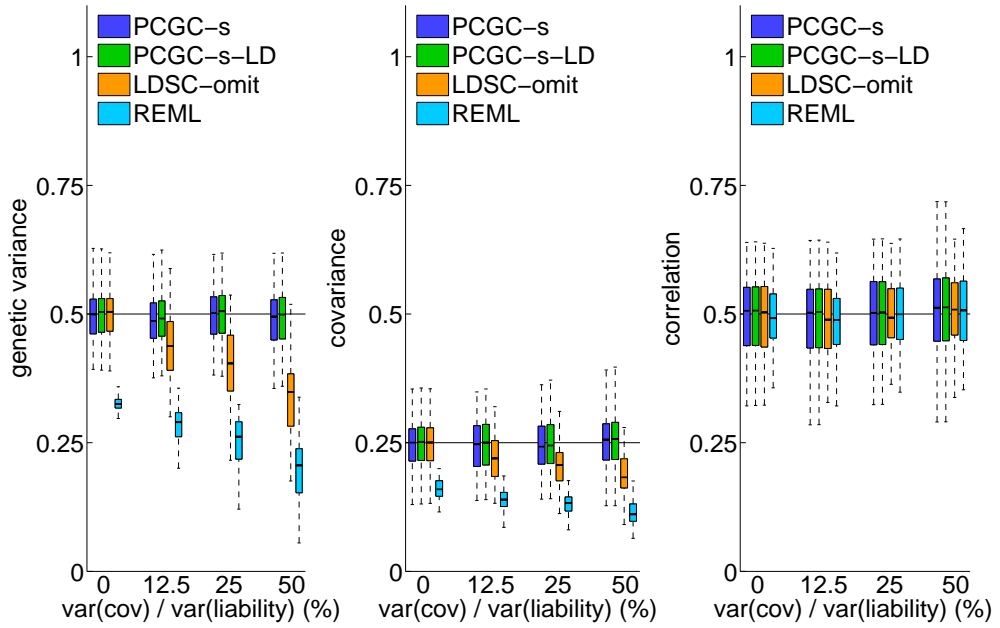 PCGC-s
PCGC-s-LD
LDSC-omit
REML
1
0.75
0.5
0.25
0
genetic variance
0 12.5 25 50
var(cov) / var(liability) (%)
PCGC-s
PCGC-s-LD
LDSC-omit
REML
1
0.75
0.5
0.25
0
covariance
0 12.5 25 50
var(cov) / var(liability) (%)
PCGC-s
PCGC-s-LD
LDSC-omit
REML
1
0.75
0.5
0.25
0
correlation
0 12.5 25 50
var(cov) / var(liability) (%)